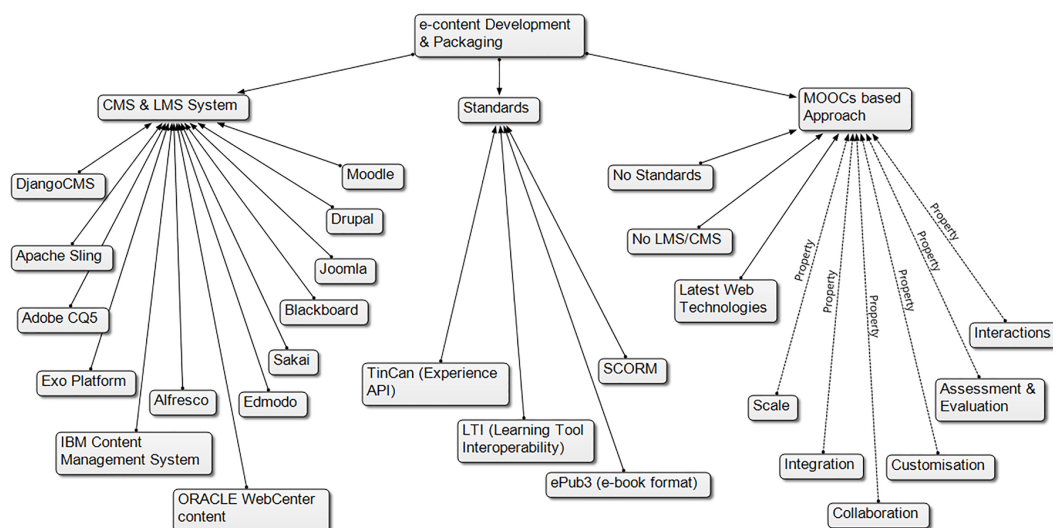 e-content Development
& Packaging
CMS & LMS System
Standards
MOOCs based
Approach
DjangoCMS
Moodle
No Standards
Drupal
Property
No LMS/CMS
Apache Sling
Joomla
Property
Property
Latest Web
Technologies
Property
Property
Property
Adobe CQ5
Blackboard
Interactions
Sakai
TinCan (Experience
API)
SCORM
Exo Platform
Alfresco
Edmodo
Scale
Assessment &
Evaluation
IBM Content
Management System
LTI (Learning Tool
Interoperability)
Integration
Customisation
ePub3 (e-book format)
ORACLE WebCenter
content
Collaboration